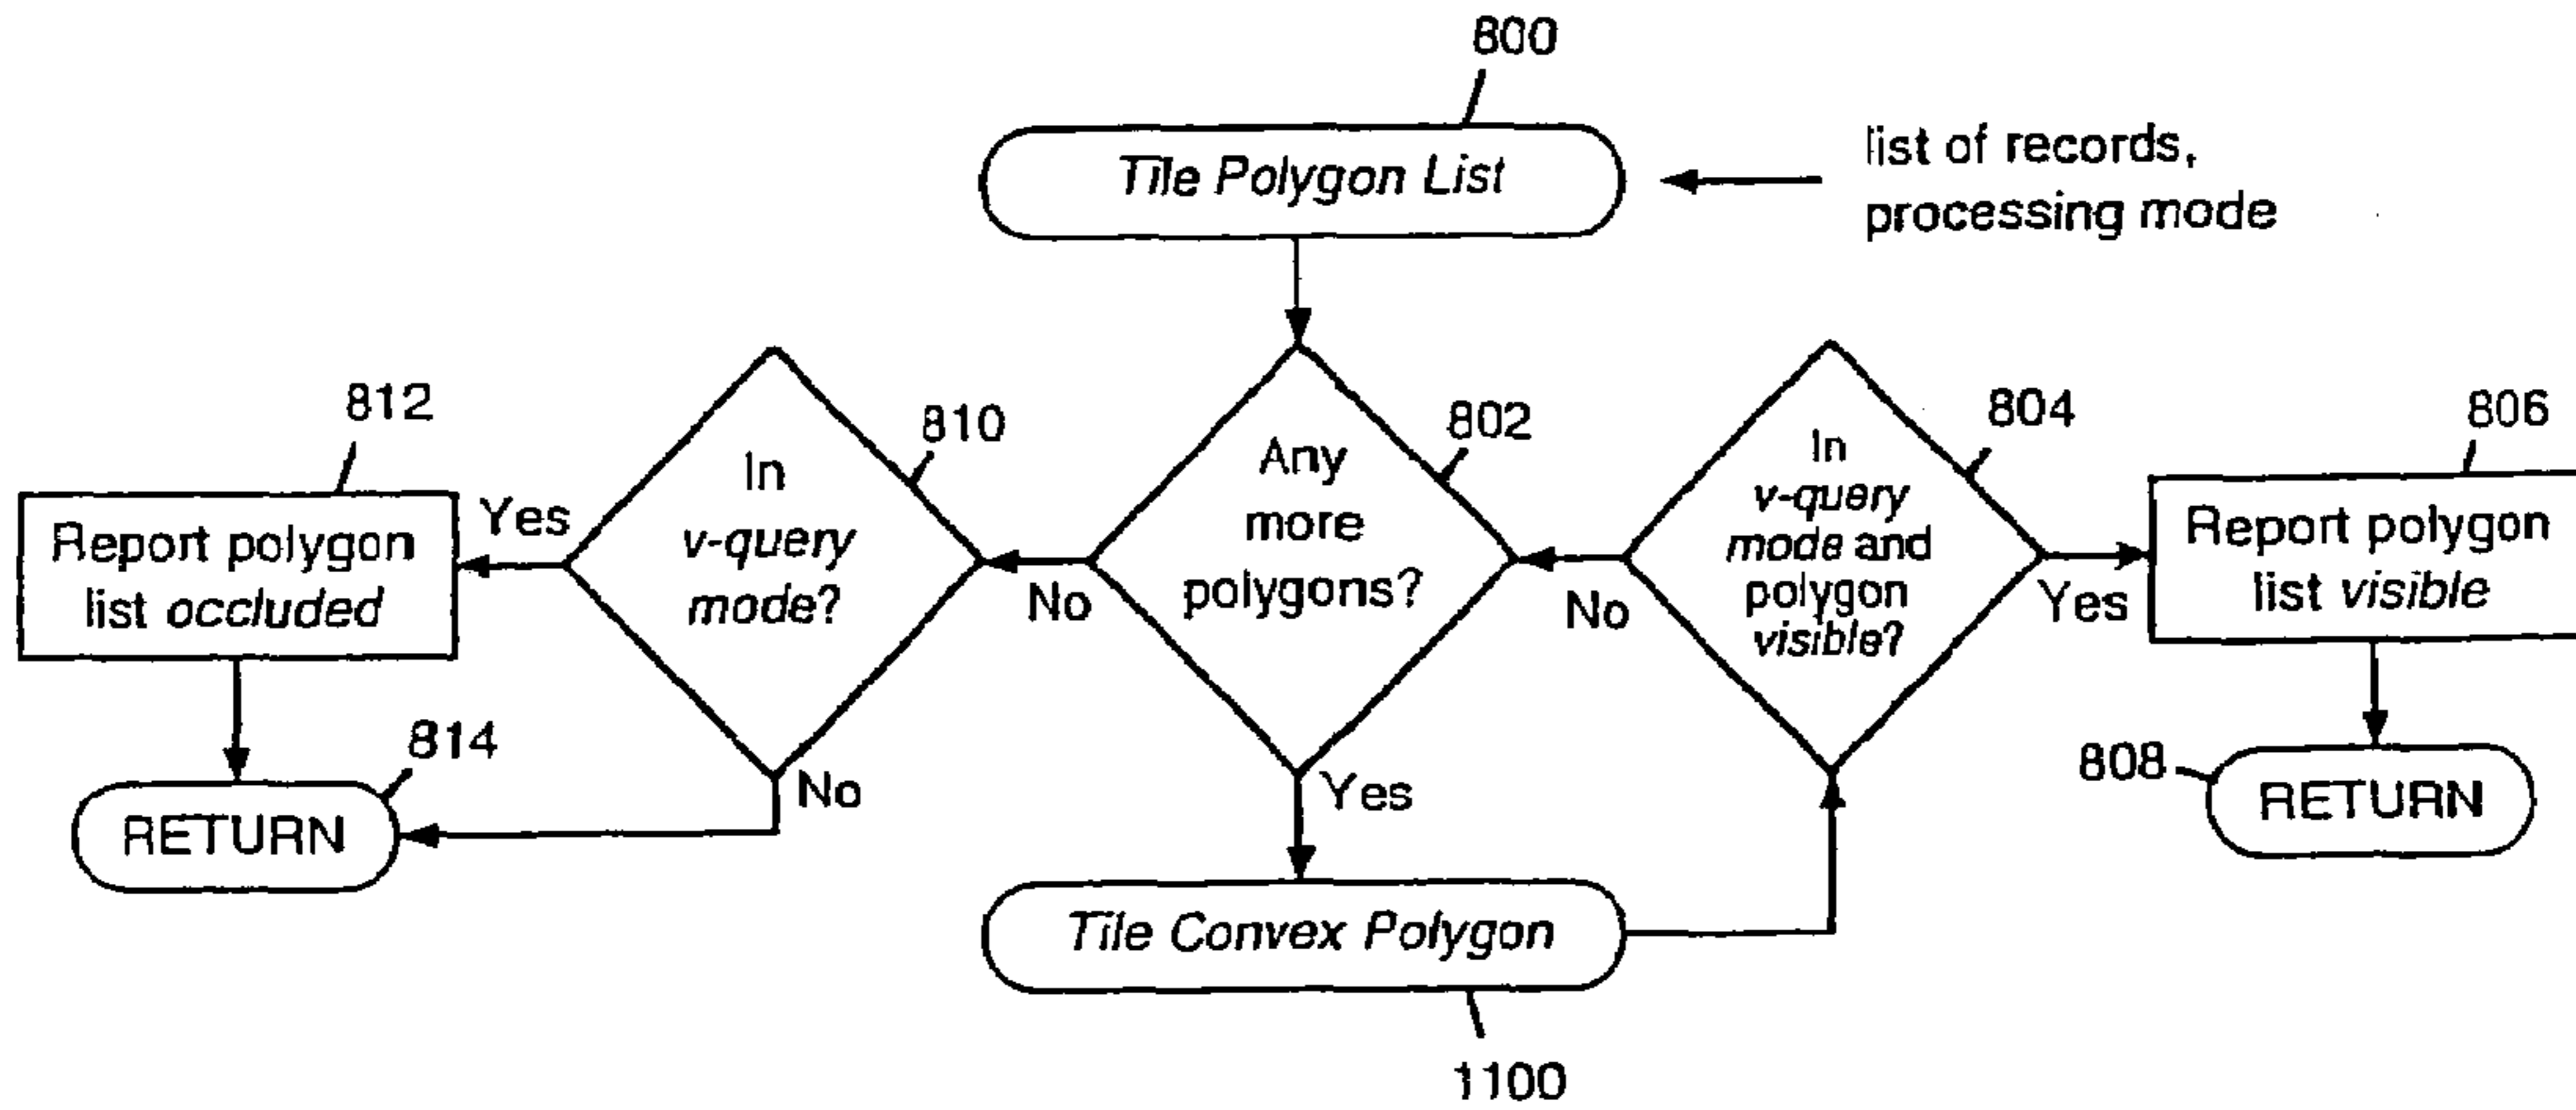 800
Tile Polygon List
list of records,
processing mode
812
810
802
804
806
Report polygon
list occluded
Yes
In
v-query
mode?
No
Any
more
polygons?
No
In
v-query
mode and
polygon
visible?
Yes
Report polygon
list visible
814
RETURN
No
Yes
808
RETURN
Tile Convex Polygon
1100